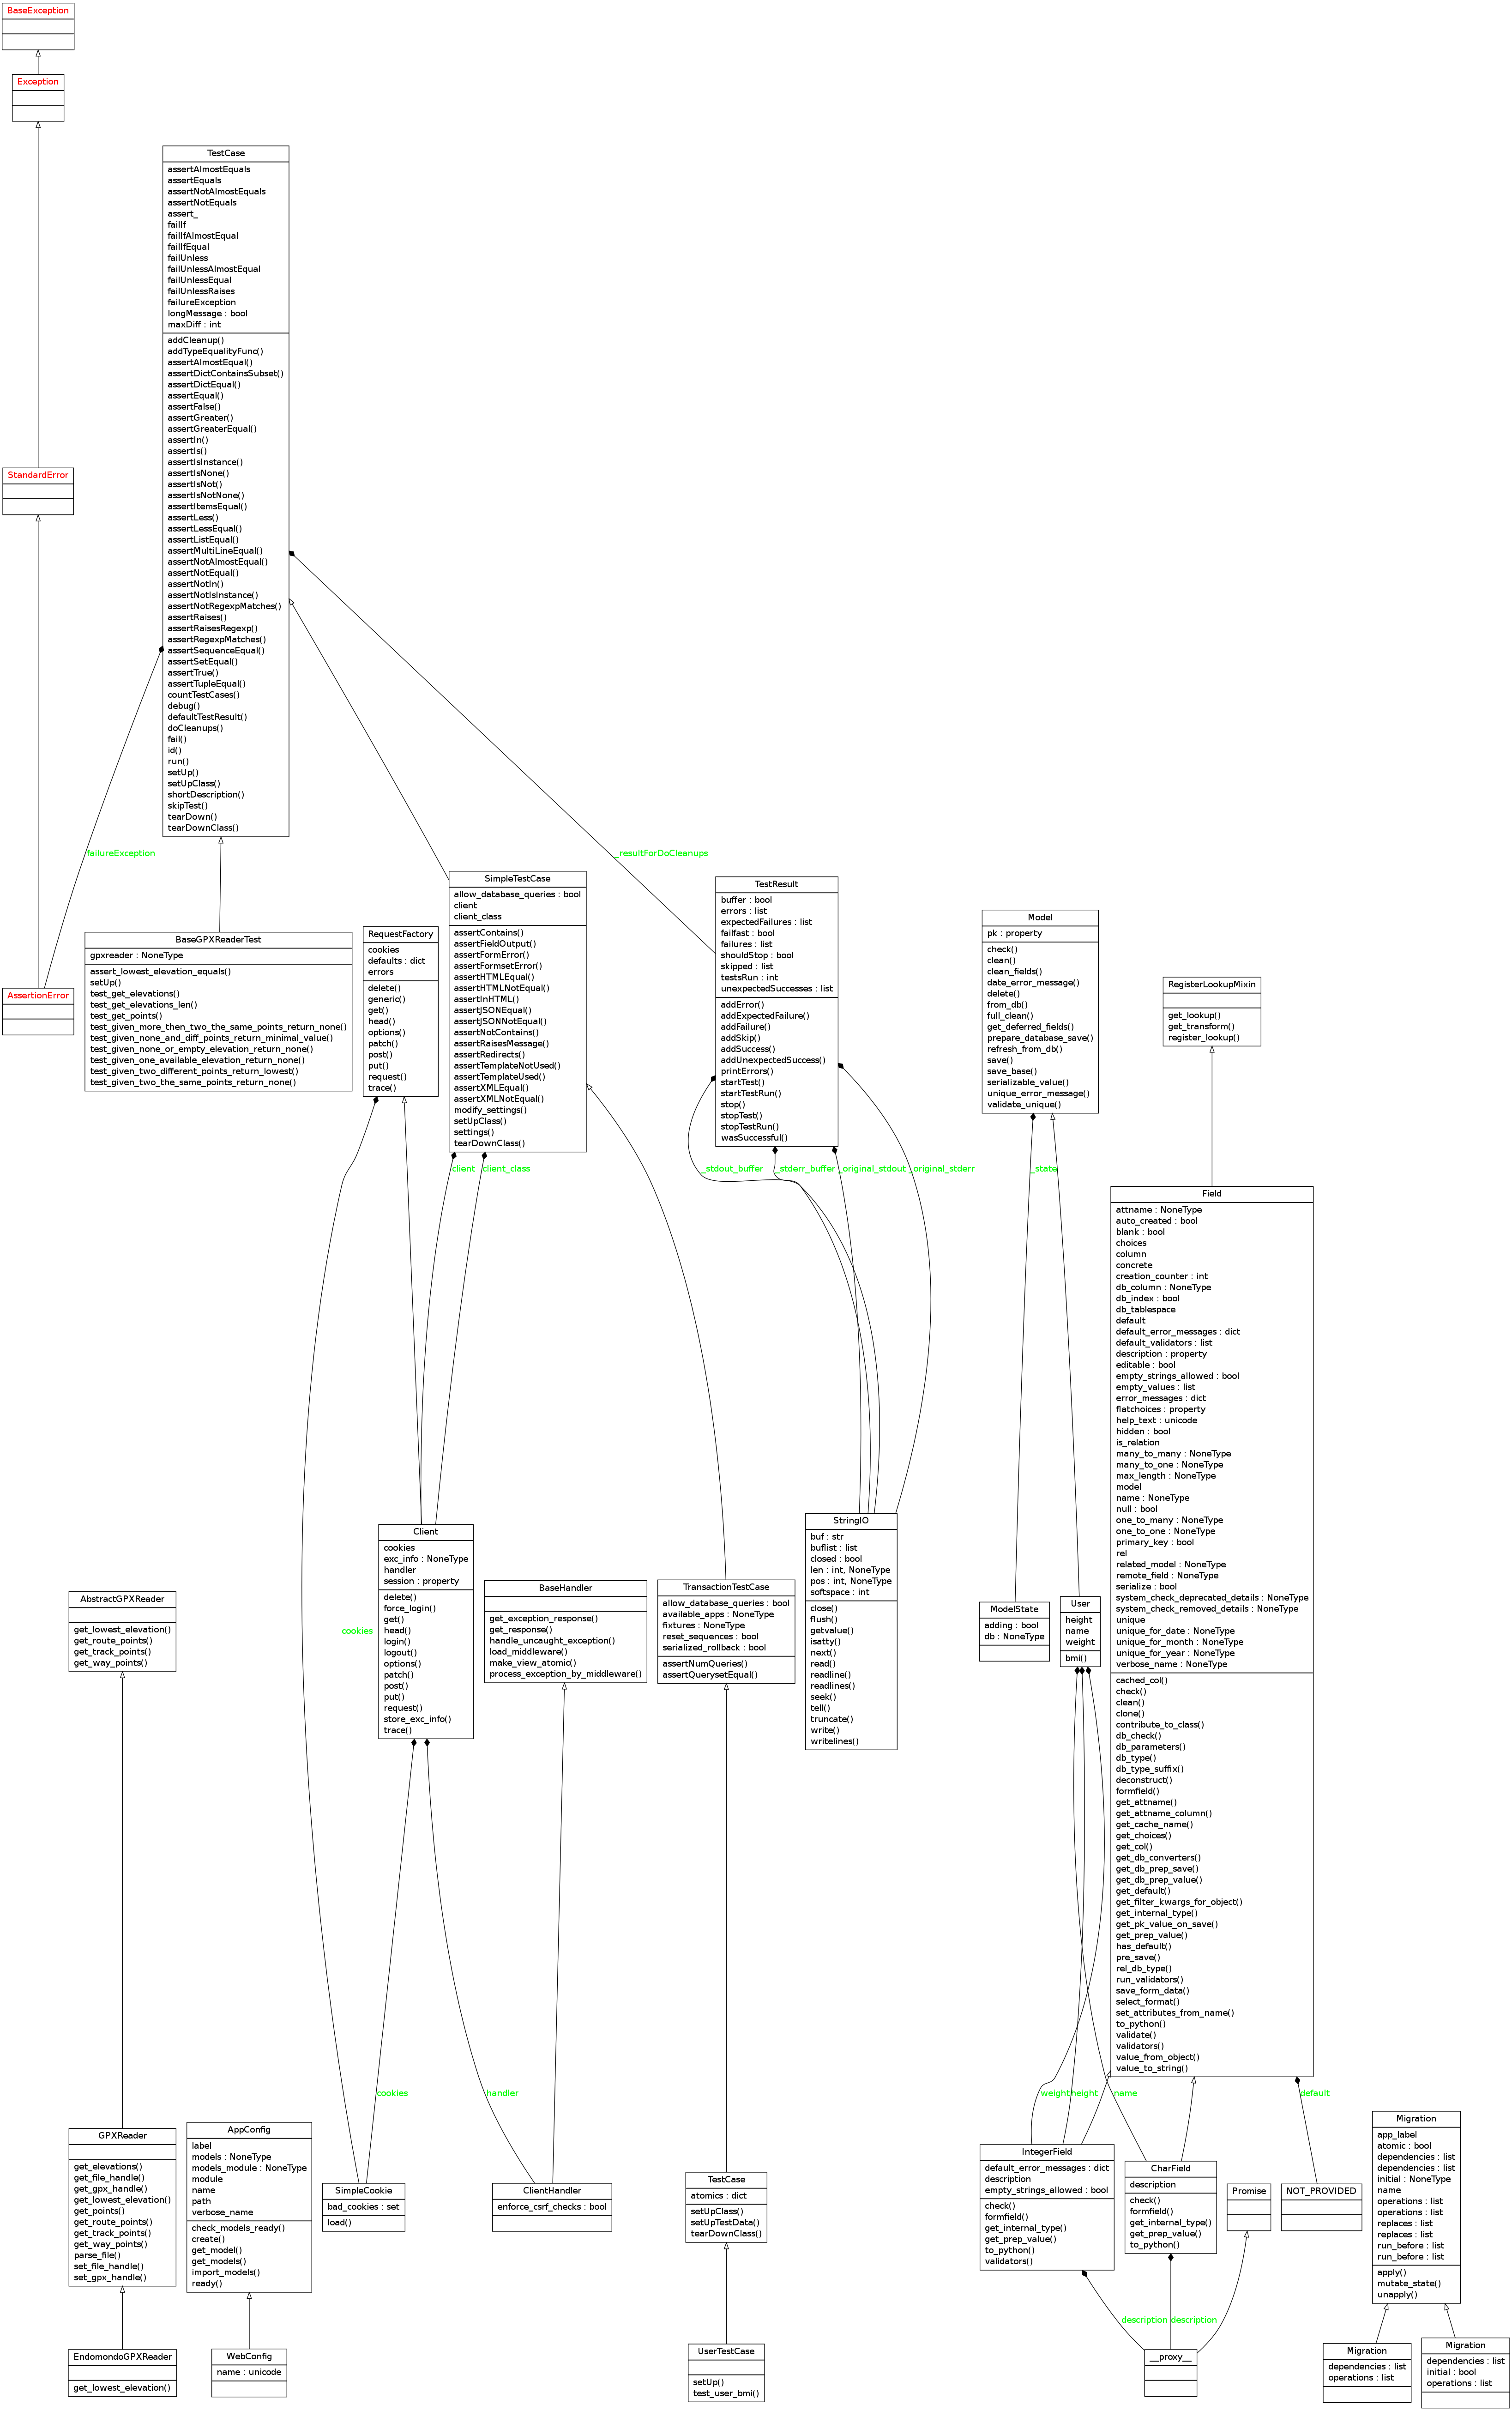 BaseException
Exception
TestCase
assertAlmostEquals
assertEquals
assertNotAlmostEquals
assertNotEquals
assert_
failIf
failIfAlmostEqual
failIfEqual
failUnless
failUnlessAlmostEqual
failUnlessEqual
failUnlessRaises
failureException
longMessage : bool
maxDiff : int
addCleanup()
addTypeEqualityFunc()
assertAlmostEqual()
assertDictContainsSubset()
assertDictEqual()
assertEqual()
assertFalse()
assertGreater()
assertGreaterEqual()
assertIn()
assertIs()
assertIsInstance()
assertIsNone()
assertIsNot()
assertIsNotNone()
assertItemsEqual()
assertLess()
assertLessEqual()
assertListEqual()
assertMultiLineEqual()
assertNotAlmostEqual()
assertNotEqual()
assertNotIn()
assertNotIsInstance()
assertNotRegexpMatches()
assertRaises()
assertRaisesRegexp()
assertRegexpMatches()
assertSequenceEqual()
assertSetEqual()
assertTrue()
assertTupleEqual()
countTestCases()
debug()
defaultTestResult()
doCleanups()
fail()
id()
run()
setUp()
setUpClass()
shortDescription()
skipTest()
tearDown()
tearDownClass()
StandardError
failureException
_resultForDoCleanups
AssertionError
BaseGPXReaderTest
gpxreader : NoneType
assert_lowest_elevation_equals()
setUp()
test_get_elevations()
test_get_elevations_len()
test_get_points()
test_given_more_then_two_the_same_points_return_none()
test_given_none_and_diff_points_return_minimal_value()
test_given_none_or_empty_elevation_return_none()
test_given_one_available_elevation_return_none()
test_given_two_different_points_return_lowest()
test_given_two_the_same_points_return_none()
RequestFactory
cookies
defaults : dict
errors
delete()
generic()
get()
head()
options()
patch()
post()
put()
request()
trace()
SimpleTestCase
allow_database_queries : bool
client
client_class
assertContains()
assertFieldOutput()
assertFormError()
assertFormsetError()
assertHTMLEqual()
assertHTMLNotEqual()
assertInHTML()
assertJSONEqual()
assertJSONNotEqual()
assertNotContains()
assertRaisesMessage()
assertRedirects()
assertTemplateNotUsed()
assertTemplateUsed()
assertXMLEqual()
assertXMLNotEqual()
modify_settings()
setUpClass()
settings()
tearDownClass()
TestResult
buffer : bool
errors : list
expectedFailures : list
failfast : bool
failures : list
shouldStop : bool
skipped : list
testsRun : int
unexpectedSuccesses : list
addError()
addExpectedFailure()
addFailure()
addSkip()
addSuccess()
addUnexpectedSuccess()
printErrors()
startTest()
startTestRun()
stop()
stopTest()
stopTestRun()
wasSuccessful()
Model
pk : property
check()
clean()
clean_fields()
date_error_message()
delete()
from_db()
full_clean()
get_deferred_fields()
prepare_database_save()
refresh_from_db()
save()
save_base()
serializable_value()
unique_error_message()
validate_unique()
RegisterLookupMixin
get_lookup()
get_transform()
register_lookup()
client
client_class
_stdout_buffer
_stderr_buffer
_original_stdout
_original_stderr
_state
Field
attname : NoneType
auto_created : bool
blank : bool
choices
column
concrete
creation_counter : int
db_column : NoneType
db_index : bool
db_tablespace
default
default_error_messages : dict
default_validators : list
description : property
editable : bool
empty_strings_allowed : bool
empty_values : list
error_messages : dict
flatchoices : property
help_text : unicode
hidden : bool
is_relation
many_to_many : NoneType
many_to_one : NoneType
max_length : NoneType
model
name : NoneType
null : bool
one_to_many : NoneType
one_to_one : NoneType
primary_key : bool
rel
related_model : NoneType
remote_field : NoneType
serialize : bool
system_check_deprecated_details : NoneType
system_check_removed_details : NoneType
unique
unique_for_date : NoneType
unique_for_month : NoneType
unique_for_year : NoneType
verbose_name : NoneType
cached_col()
check()
clean()
clone()
contribute_to_class()
db_check()
db_parameters()
db_type()
db_type_suffix()
deconstruct()
formfield()
get_attname()
get_attname_column()
get_cache_name()
get_choices()
get_col()
get_db_converters()
get_db_prep_save()
get_db_prep_value()
get_default()
get_filter_kwargs_for_object()
get_internal_type()
get_pk_value_on_save()
get_prep_value()
has_default()
pre_save()
rel_db_type()
run_validators()
save_form_data()
select_format()
set_attributes_from_name()
to_python()
validate()
validators()
value_from_object()
value_to_string()
AbstractGPXReader
get_lowest_elevation()
get_route_points()
get_track_points()
get_way_points()
cookies
Client
cookies
exc_info : NoneType
handler
session : property
delete()
force_login()
get()
head()
login()
logout()
options()
patch()
post()
put()
request()
store_exc_info()
trace()
BaseHandler
get_exception_response()
get_response()
handle_uncaught_exception()
load_middleware()
make_view_atomic()
process_exception_by_middleware()
TransactionTestCase
allow_database_queries : bool
available_apps : NoneType
fixtures : NoneType
reset_sequences : bool
serialized_rollback : bool
assertNumQueries()
assertQuerysetEqual()
StringIO
buf : str
buflist : list
closed : bool
len : int, NoneType
pos : int, NoneType
softspace : int
close()
flush()
getvalue()
isatty()
next()
read()
readline()
readlines()
seek()
tell()
truncate()
write()
writelines()
ModelState
adding : bool
db : NoneType
User
height
name
weight
bmi()
cookies
handler
weight
height
name
default
GPXReader
get_elevations()
get_file_handle()
get_gpx_handle()
get_lowest_elevation()
get_points()
get_route_points()
get_track_points()
get_way_points()
parse_file()
set_file_handle()
set_gpx_handle()
AppConfig
label
models : NoneType
models_module : NoneType
module
name
path
verbose_name
check_models_ready()
create()
get_model()
get_models()
import_models()
ready()
SimpleCookie
bad_cookies : set
load()
ClientHandler
enforce_csrf_checks : bool
TestCase
atomics : dict
setUpClass()
setUpTestData()
tearDownClass()
IntegerField
default_error_messages : dict
description
empty_strings_allowed : bool
check()
formfield()
get_internal_type()
get_prep_value()
to_python()
validators()
CharField
description
check()
formfield()
get_internal_type()
get_prep_value()
to_python()
Promise
NOT_PROVIDED
Migration
app_label
atomic : bool
dependencies : list
dependencies : list
initial : NoneType
name
operations : list
operations : list
replaces : list
replaces : list
run_before : list
run_before : list
apply()
mutate_state()
unapply()
description
description
EndomondoGPXReader
get_lowest_elevation()
WebConfig
name : unicode
UserTestCase
setUp()
test_user_bmi()
__proxy__
Migration
dependencies : list
operations : list
Migration
dependencies : list
initial : bool
operations : list